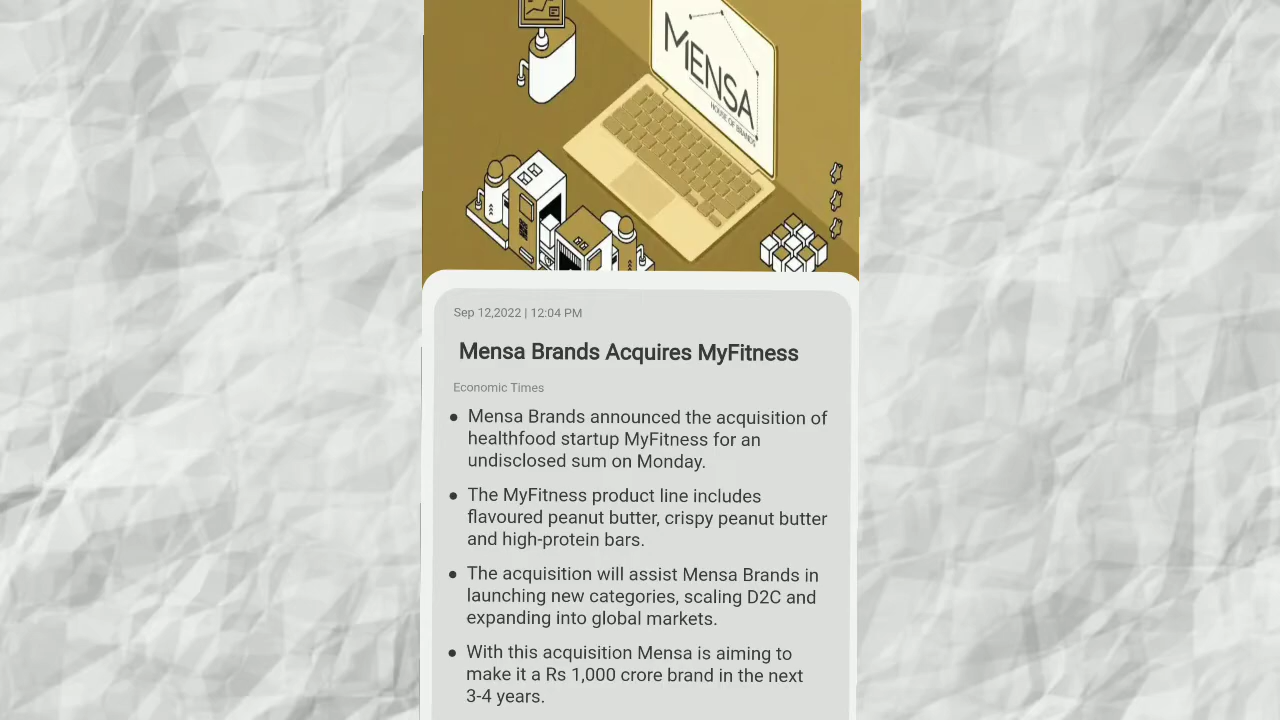 MENSA
HOUSE OF BRANDS
Sep 12,2022 | 12:04 PM
Mensa Brands Acquires MyFitness
Economic Times
● Mensa Brands announced the acquisition of
healthfood startup MyFitness for an
undisclosed sum on Monday.
● The MyFitness product line includes
flavoured peanut butter, crispy peanut butter
and high-protein bars.
● The acquisition will assist Mensa Brands in
launching new categories, scaling D2C and
expanding into global markets.
● With this acquisition Mensa is aiming to
make it a Rs 1,000 crore brand in the next
3-4 years.